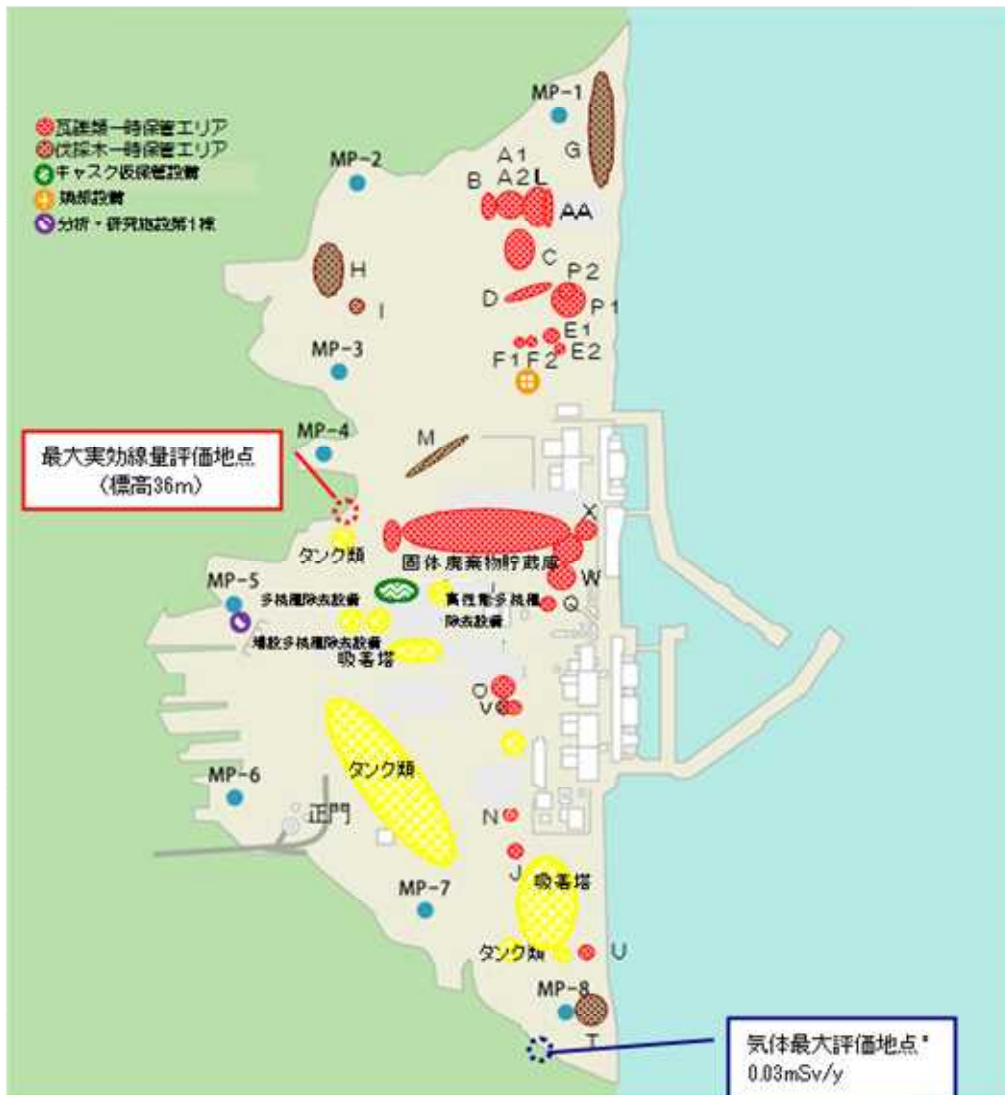 MP-1
瓦礫類一時保管エリア
伐採木一時保管エリア
キャスク仮保管設備
焼却設備
分析・研究施設第1棟
MP-2
G
A1
A2
L
B
AA
C
H
I
P2
D
P1
E1
F1
F2
E2
MP-3
MP-4
M
最大実効線量評価地点
(標高36m)
X
タンク類
固体廃棄物貯蔵庫
W
MP-5
多核種除去設備
高性能多核種
除去設備
Q
増設多核種除去設備
吸着塔
O
V
タンク類
MP-6
正門
N
J
吸着塔
MP-7
タンク類
U
MP-8
T
気体最大評価地点*
0.03mSv/y